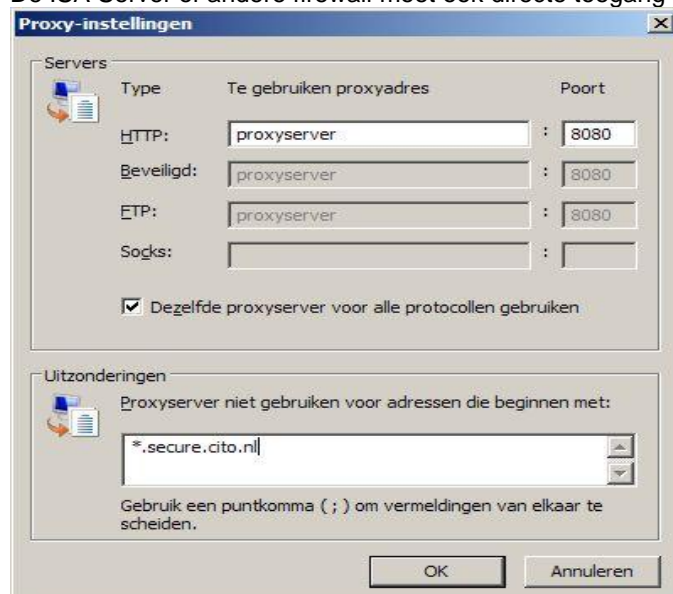 De ISA Server of andere firewall moet ook directe toegang
Proxy-instellingen
Servers
Type Te gebruiken proxyadres Poort
HTTP: proxyserver : 8080
Beveiligd: proxyserver : 8080
FTP: proxyserver : 8080
Socks: :
Dezelfde proxyserver voor alle protocollen gebruiken
Uitzonderingen
Proxyserver niet gebruiken voor adressen die beginnen met:
*.secure.cito.nl
Gebruik een puntkomma ( ; ) om vermeldingen van elkaar te
scheiden.
OK Annuleren